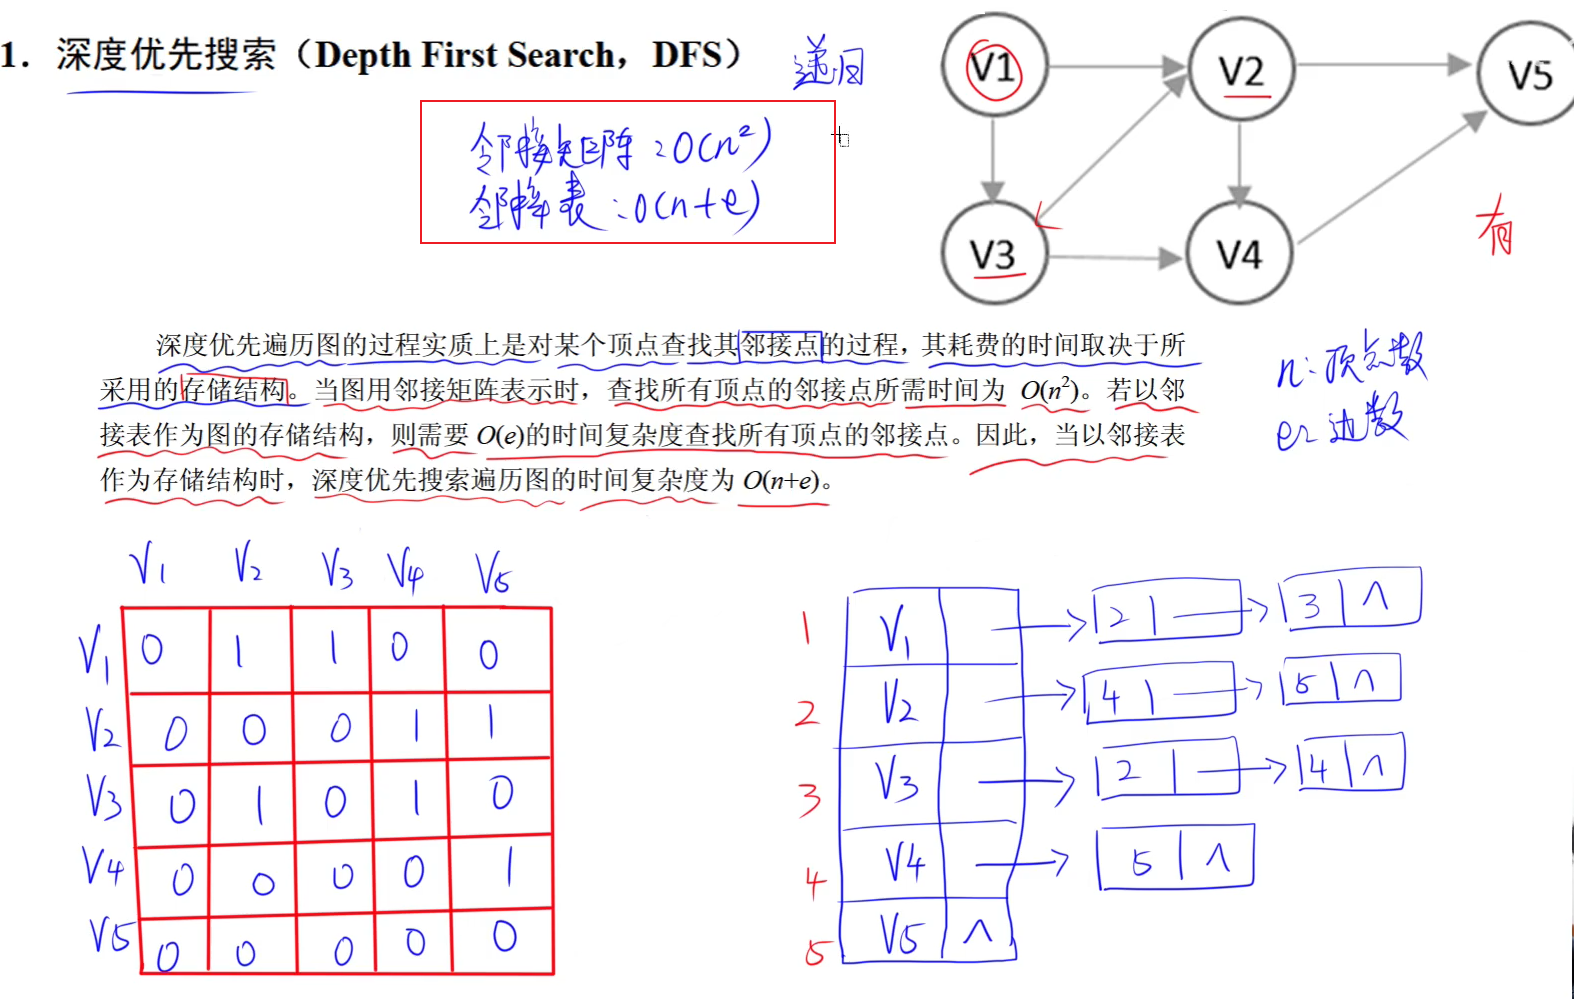 1. 深度优先搜索（Depth First Search，DFS）
递归
邻接矩阵：O(n²)
邻接表：O(n+e)
V1
V2
V5
V3
V4
有
深度优先遍历图的过程实质上是对某个顶点查找其邻接点的过程，其耗费的时间取决于所
采用的存储结构。当图用邻接矩阵表示时，查找所有顶点的邻接点所需时间为 O(n²)。若以邻
接表作为图的存储结构，则需要 O(e)的时间复杂度查找所有顶点的邻接点。因此，当以邻接表
作为存储结构时，深度优先搜索遍历图的时间复杂度为 O(n+e)。
n: 顶点数
e: 边数
V1 V2 V3 V4 V5
V1 0 1 1 0 0
V2 0 0 0 1 1
V3 0 1 0 1 0
V4 0 0 0 0 1
V5 0 0 0 0 0
1 V1 2 3 ∧
2 V2 4 5 ∧
3 V3 2 4 ∧
4 V4 5 ∧
5 V5 ∧